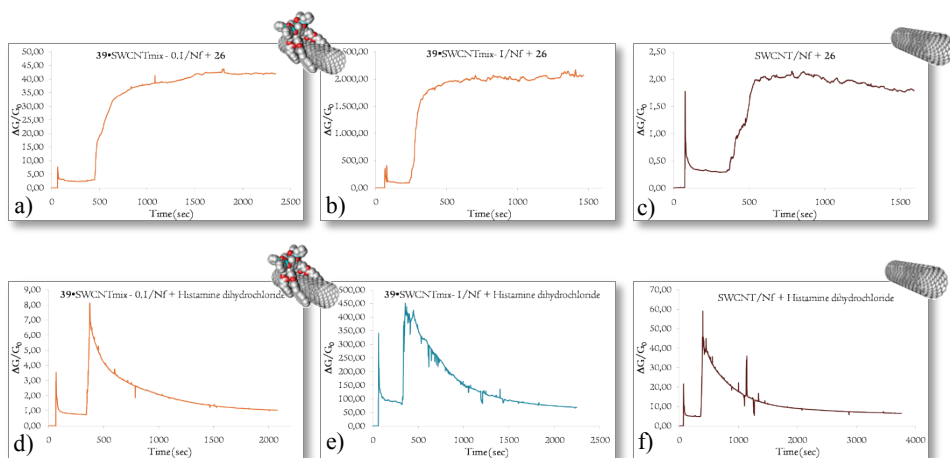 39•SWCNTmix- 0.1/Nf + 26
ΔG/G0
50,00
45,00
40,00
35,00
30,00
25,00
20,00
15,00
10,00
5,00
0,00
0 500 1000 1500 2000 2500
Time(sec)
a)
39•SWCNTmix- 1/Nf + 26
ΔG/G0
.500,00
2.000,00
1.500,00
1.000,00
500,00
0,00
0 500 1000 1500
Time(sec)
b)
SWCNT/Nf + 26
ΔG/G0
2,50
2,00
1,50
1,00
0,50
0,00
0 500 1000 1500
Time(sec)
c)
39•SWCNTmix- 0.1/Nf + Histamine dihydrochloride
ΔG/G0
9,00
8,00
7,00
6,00
5,00
4,00
3,00
2,00
1,00
0,00
0 500 1000 1500 2000
Time (sec)
d)
39•SWCNTmix- 1/Nf + Histamine dihydrochloride
ΔG/G0
500,00
450,00
400,00
350,00
300,00
250,00
200,00
150,00
100,00
50,00
0,00
0 500 1000 1500 2000 2500
Time (sec)
e)
SWCNT/Nf + Histamine dihydrochloride
ΔG/G0
70,00
60,00
50,00
40,00
30,00
20,00
10,00
0,00
0 1000 2000 3000 4000
Time (sec)
f)